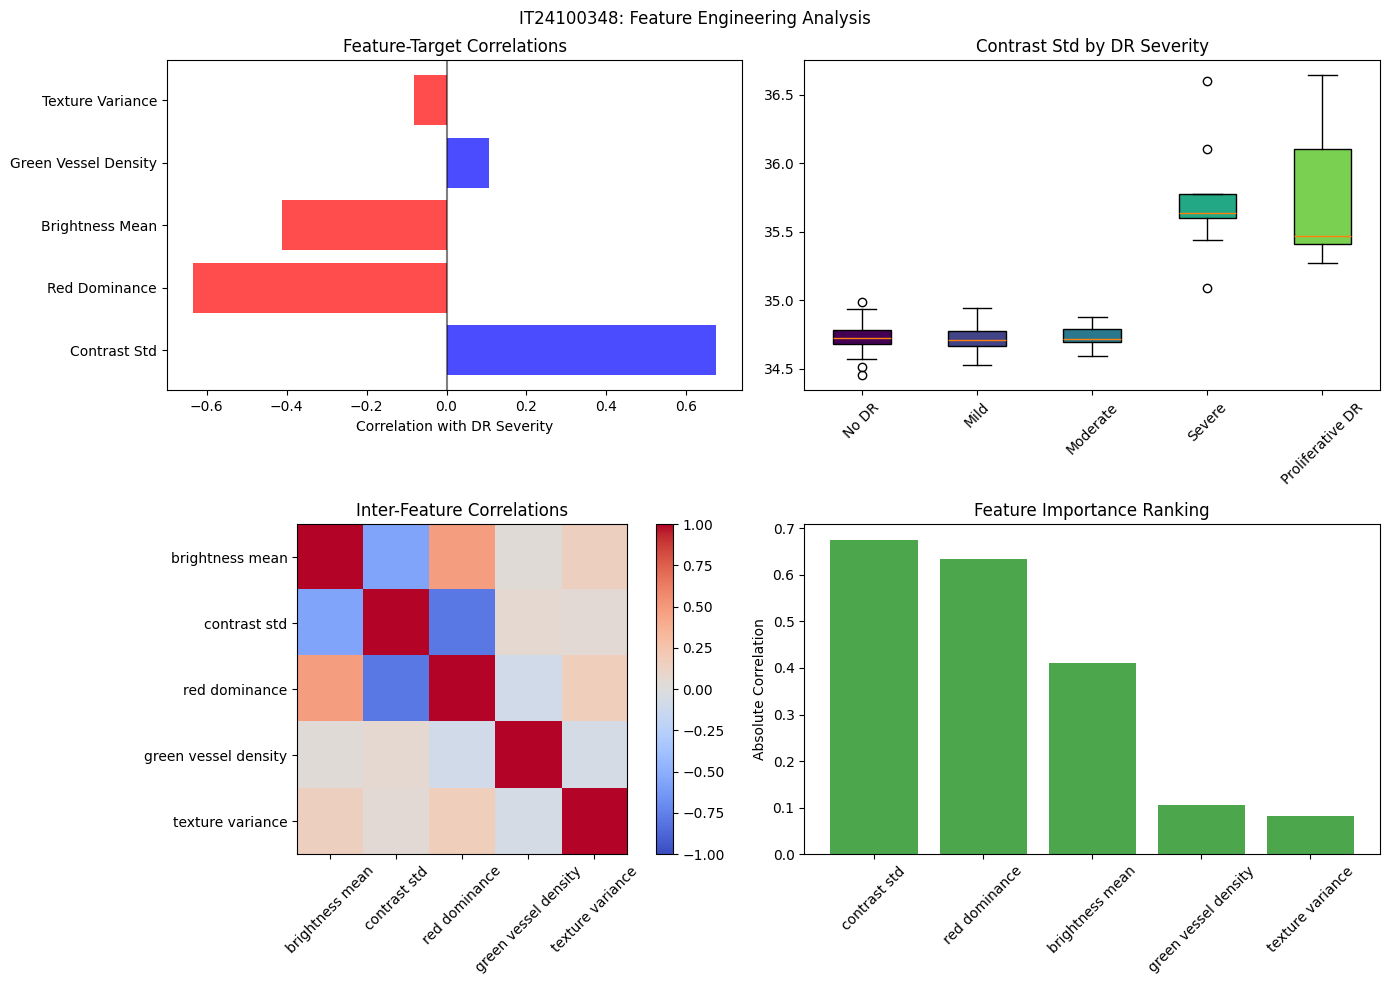 IT24100348: Feature Engineering Analysis
Feature-Target Correlations
Texture Variance
Green Vessel Density
Brightness Mean
Red Dominance
Contrast Std
−0.6 −0.4 −0.2 0.0 0.2 0.4 0.6
Correlation with DR Severity
Contrast Std by DR Severity
36.5
36.0
35.5
35.0
34.5
No DR Mild Moderate Severe Proliferative DR
Inter-Feature Correlations
brightness mean
contrast std
red dominance
green vessel density
texture variance
brightness mean contrast std red dominance green vessel density texture variance
1.00
0.75
0.50
0.25
0.00
−0.25
−0.50
−0.75
−1.00
Feature Importance Ranking
Absolute Correlation
0.7
0.6
0.5
0.4
0.3
0.2
0.1
0.0
contrast std red dominance brightness mean green vessel density texture variance